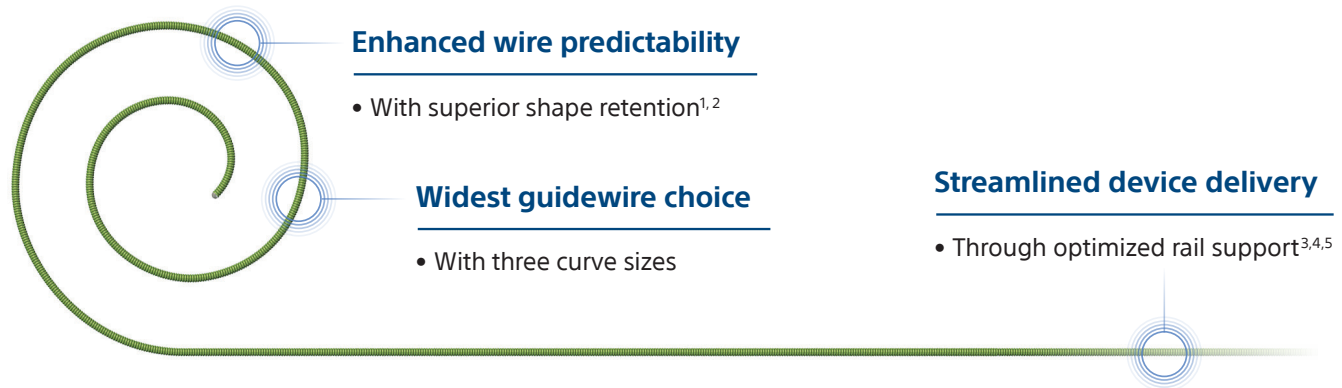 Enhanced wire predictability
• With superior shape retention1, 2
Widest guidewire choice
• With three curve sizes
Streamlined device delivery
• Through optimized rail support3,4,5